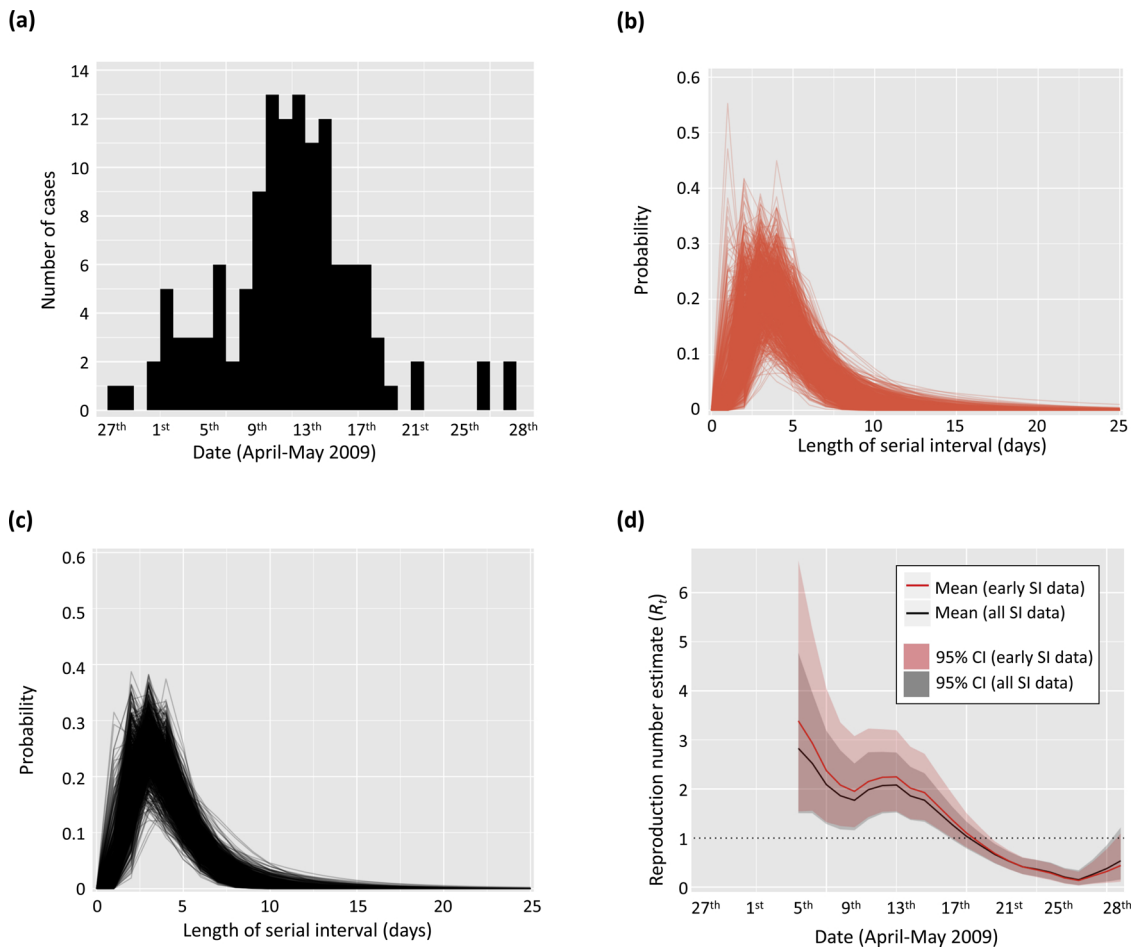 (a)
14
12
10
8
6
4
2
0
Number of cases
27th 1st 5th 9th 13th 17th 21st 25th 28th
Date (April-May 2009)
(b)
0.6
0.5
0.4
0.3
0.2
0.1
0
Probability
0 5 10 15 20 25
Length of serial interval (days)
(c)
0.6
0.5
0.4
0.3
0.2
0.1
0
Probability
0 5 10 15 20 25
Length of serial interval (days)
(d)
6
5
4
3
2
1
0
Reproduction number estimate (Rt)
Mean (early SI data)
Mean (all SI data)
95% CI (early SI data)
95% CI (all SI data)
27th 1st 5th 9th 13th 17th 21st 25th 28th
Date (April-May 2009)